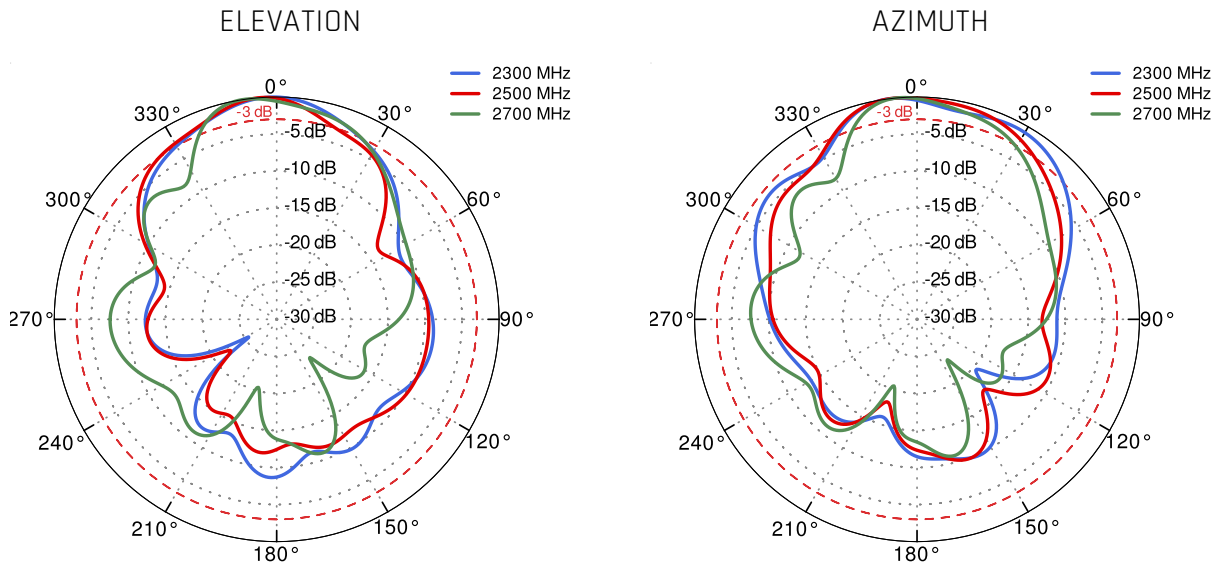 ELEVATION
2300 MHz
2500 MHz
2700 MHz
0°
30°
60°
90°
120°
150°
180°
210°
240°
270°
300°
330°
-3 dB
-5 dB
-10 dB
-15 dB
-20 dB
-25 dB
-30 dB
AZIMUTH
2300 MHz
2500 MHz
2700 MHz
0°
30°
60°
90°
120°
150°
180°
210°
240°
270°
300°
330°
-3 dB
-5 dB
-10 dB
-15 dB
-20 dB
-25 dB
-30 dB